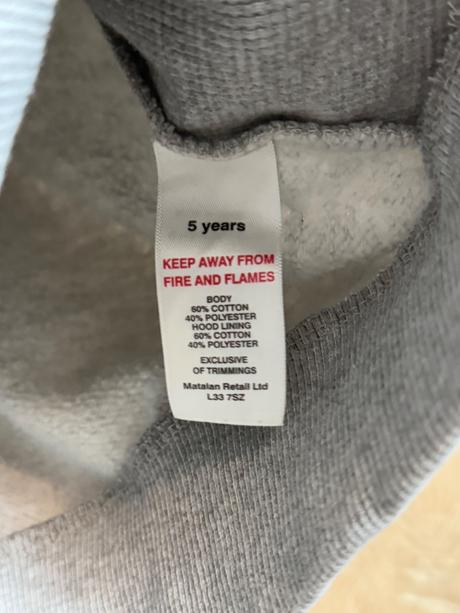 5 years
KEEP AWAY FROM
FIRE AND FLAMES
BODY
60% COTTON
40% POLYESTER
HOOD LINING
60% COTTON
40% POLYESTER
EXCLUSIVE
OF TRIMMINGS
Matalan Retail Ltd
L33 7SZ